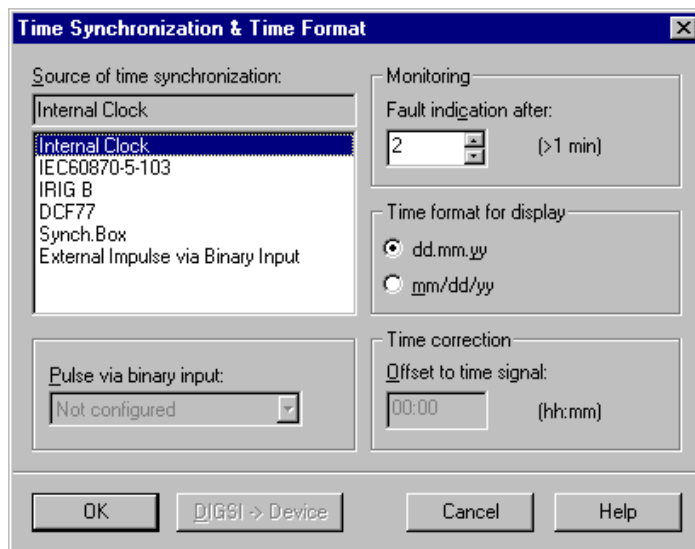 Time Synchronization & Time Format
Source of time synchronization:
Internal Clock
Internal Clock
IEC60870-5-103
IRIG B
DCF77
Synch.Box
External Impulse via Binary Input
Pulse via binary input:
Not configured
Monitoring
Fault indication after:
2 (>1 min)
Time format for display
dd.mm.yy
mm/dd/yy
Time correction
Offset to time signal:
00:00 (hh:mm)
OK DIGSI -> Device Cancel Help